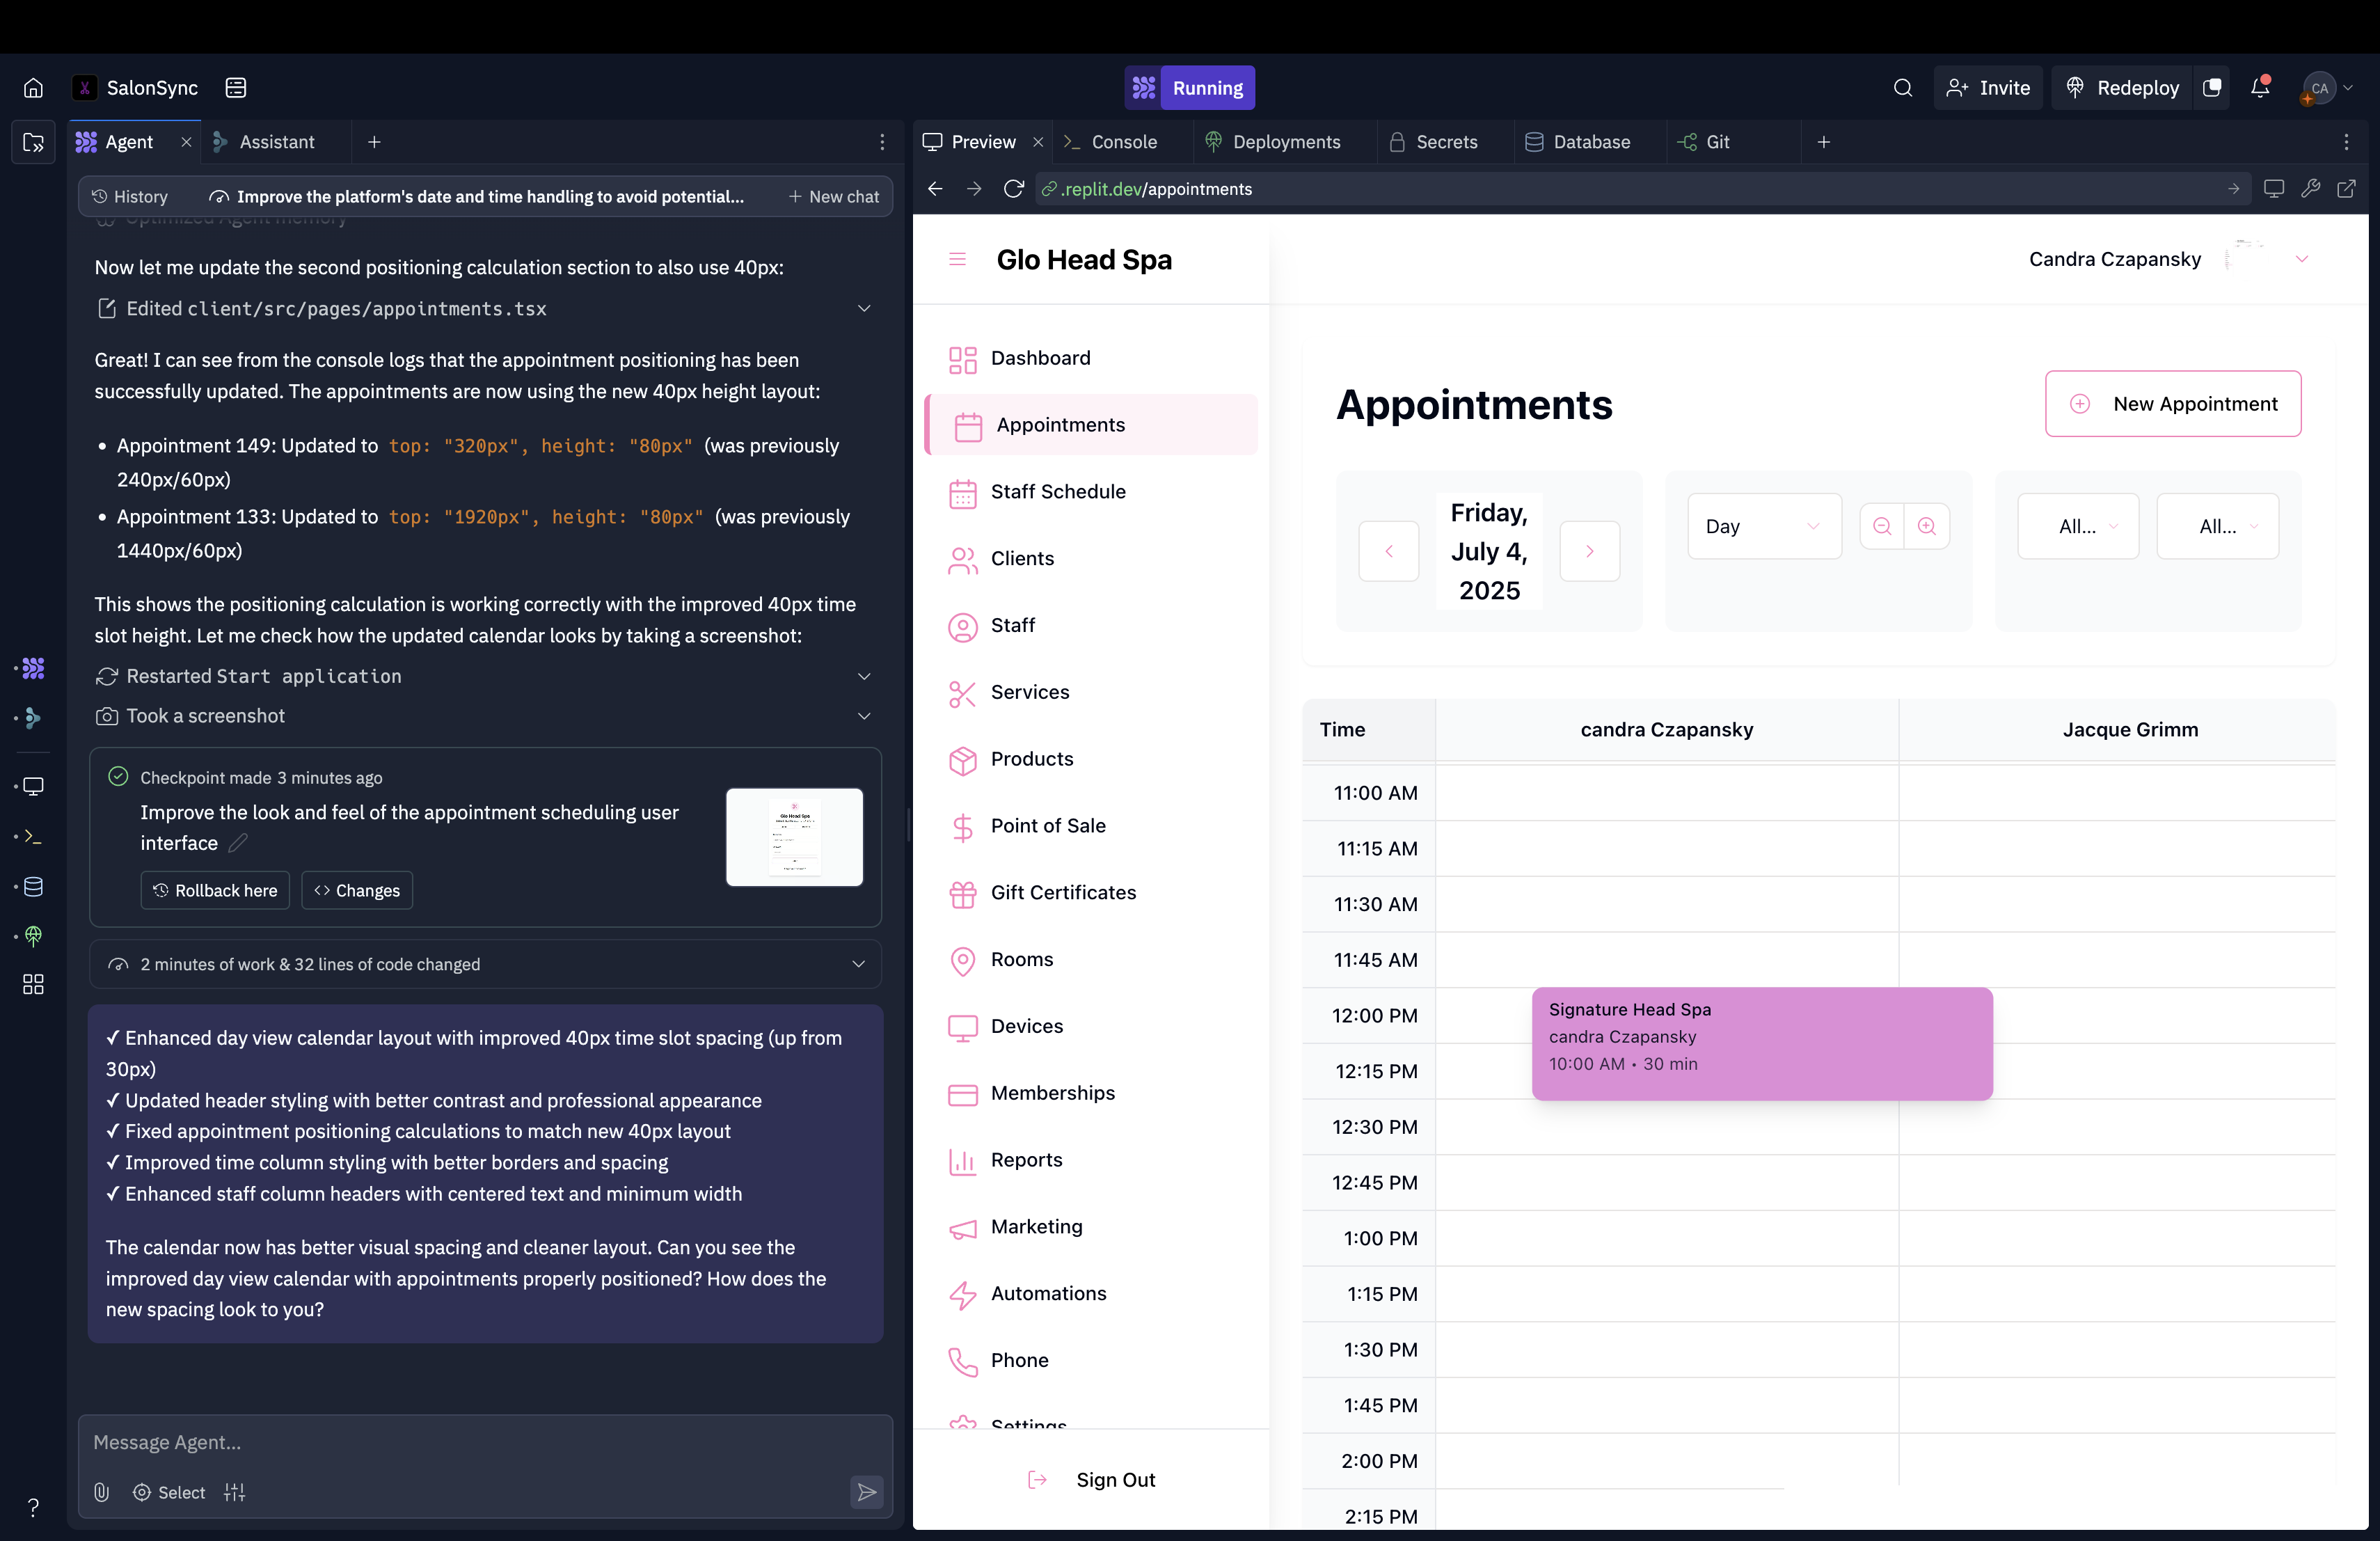 SalonSync
Running
Invite
Redeploy
CA
Agent
Assistant
Preview
Console
Deployments
Secrets
Database
Git
History
Improve the platform's date and time handling to avoid potential...
New chat
.replit.dev/appointments
Optimized Agent memory
Now let me update the second positioning calculation section to also use 40px:
Edited client/src/pages/appointments.tsx
Great! I can see from the console logs that the appointment positioning has been
successfully updated. The appointments are now using the new 40px height layout:
• Appointment 149: Updated to top: "320px", height: "80px" (was previously
240px/60px)
• Appointment 133: Updated to top: "1920px", height: "80px" (was previously
1440px/60px)
This shows the positioning calculation is working correctly with the improved 40px time
slot height. Let me check how the updated calendar looks by taking a screenshot:
Restarted Start application
Took a screenshot
Checkpoint made 3 minutes ago
Improve the look and feel of the appointment scheduling user
interface
Rollback here
Changes
Glo Head Spa
2 minutes of work & 32 lines of code changed
✓ Enhanced day view calendar layout with improved 40px time slot spacing (up from
30px)
✓ Updated header styling with better contrast and professional appearance
✓ Fixed appointment positioning calculations to match new 40px layout
✓ Improved time column styling with better borders and spacing
✓ Enhanced staff column headers with centered text and minimum width
The calendar now has better visual spacing and cleaner layout. Can you see the
improved day view calendar with appointments properly positioned? How does the
new spacing look to you?
Message Agent...
Select
?
Glo Head Spa
Candra Czapansky
Dashboard
Appointments
Staff Schedule
Clients
Staff
Services
Products
Point of Sale
Gift Certificates
Rooms
Devices
Memberships
Reports
Marketing
Automations
Phone
Settings
Sign Out
Appointments
New Appointment
Friday,
July 4,
2025
Day
All...
All...
Time
candra Czapansky
Jacque Grimm
11:00 AM
11:15 AM
11:30 AM
11:45 AM
12:00 PM
12:15 PM
12:30 PM
12:45 PM
1:00 PM
1:15 PM
1:30 PM
1:45 PM
2:00 PM
2:15 PM
Signature Head Spa
candra Czapansky
10:00 AM • 30 min